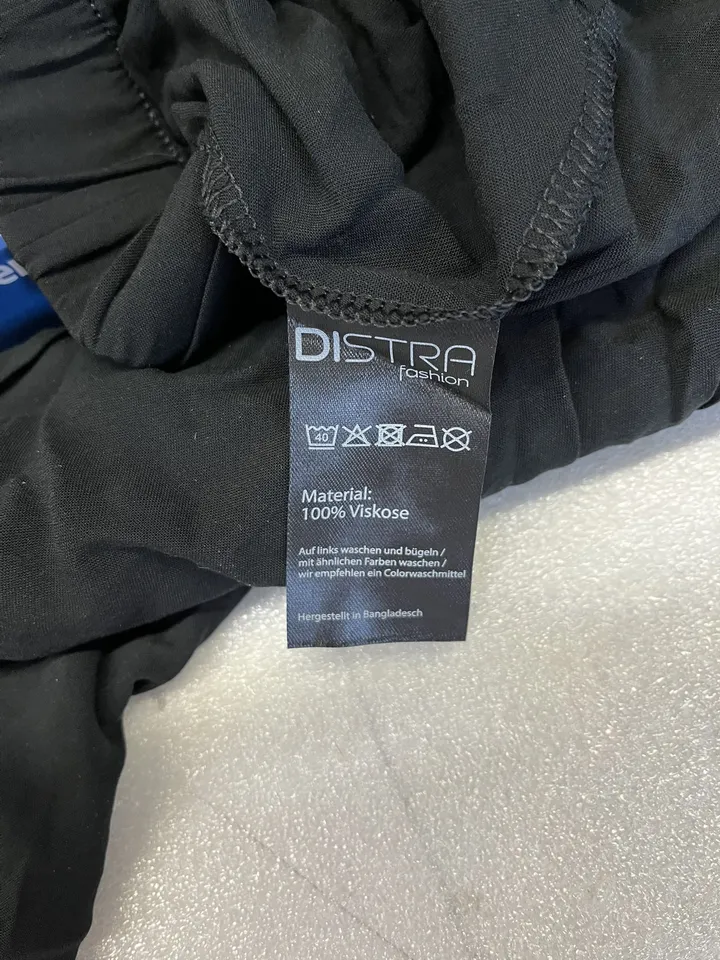 DISTRA
fashion
40
Material:
100% Viskose
Auf links waschen und bügeln /
mit ähnlichen Farben waschen /
wir empfehlen ein Colorwaschmittel
Hergestellt in Bangladesch